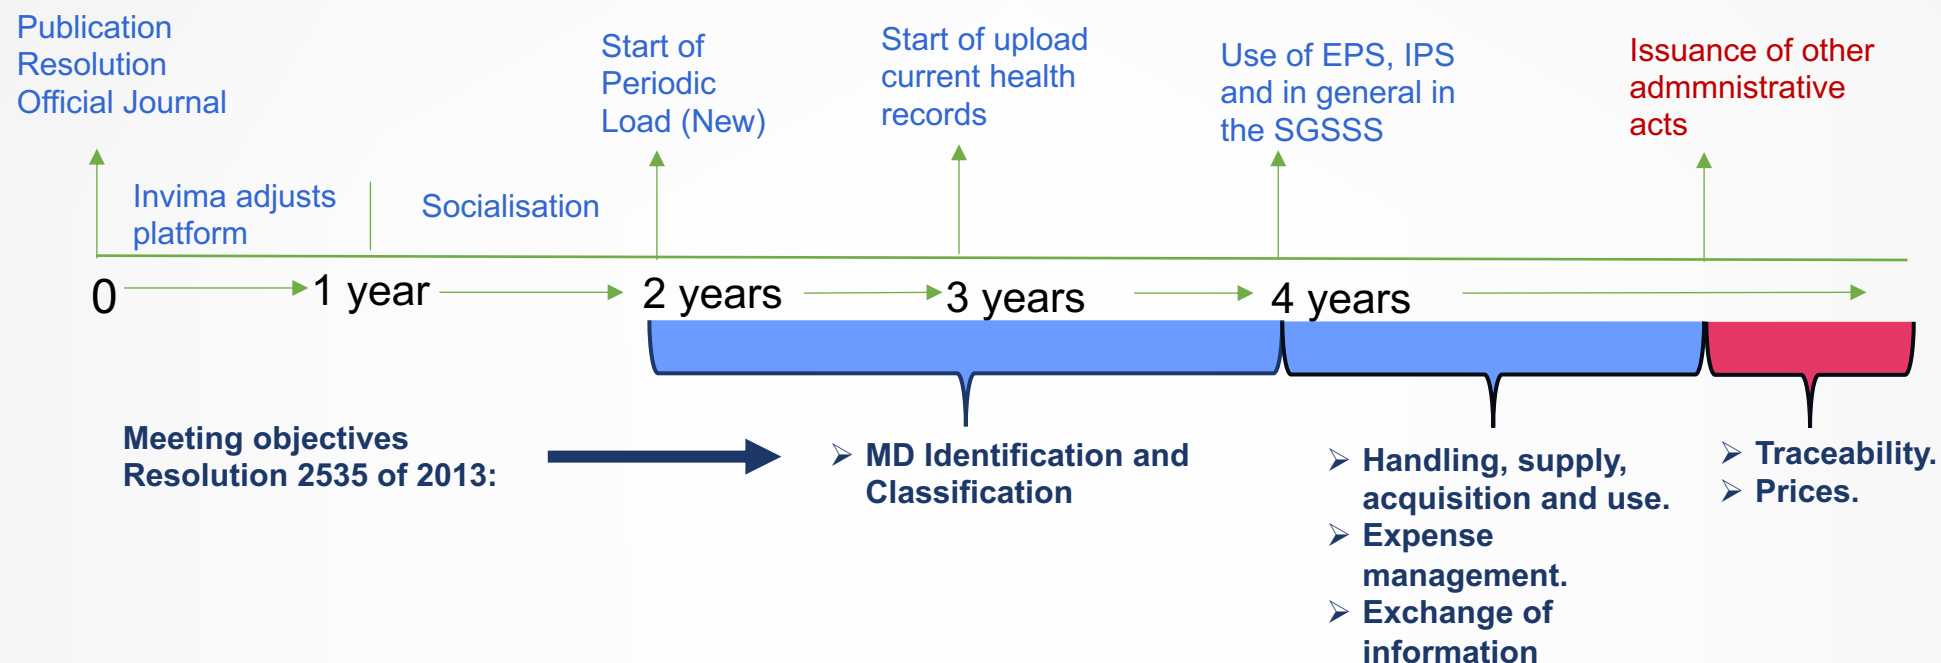 Publication
Resolution
Official Journal
Start of
Periodic
Load (New)
Start of upload
current health
records
Use of EPS, IPS
and in general in
the SGSSS
Issuance of other
admmnistrative
acts
Invima adjusts
platform
Socialisation
0
1 year
2 years
3 years
4 years
Meeting objectives
Resolution 2535 of 2013:
➢ MD Identification and
Classification
➢ Handling, supply,
acquisition and use.
➢ Expense
management.
➢ Exchange of
information
➢ Traceability.
➢ Prices.